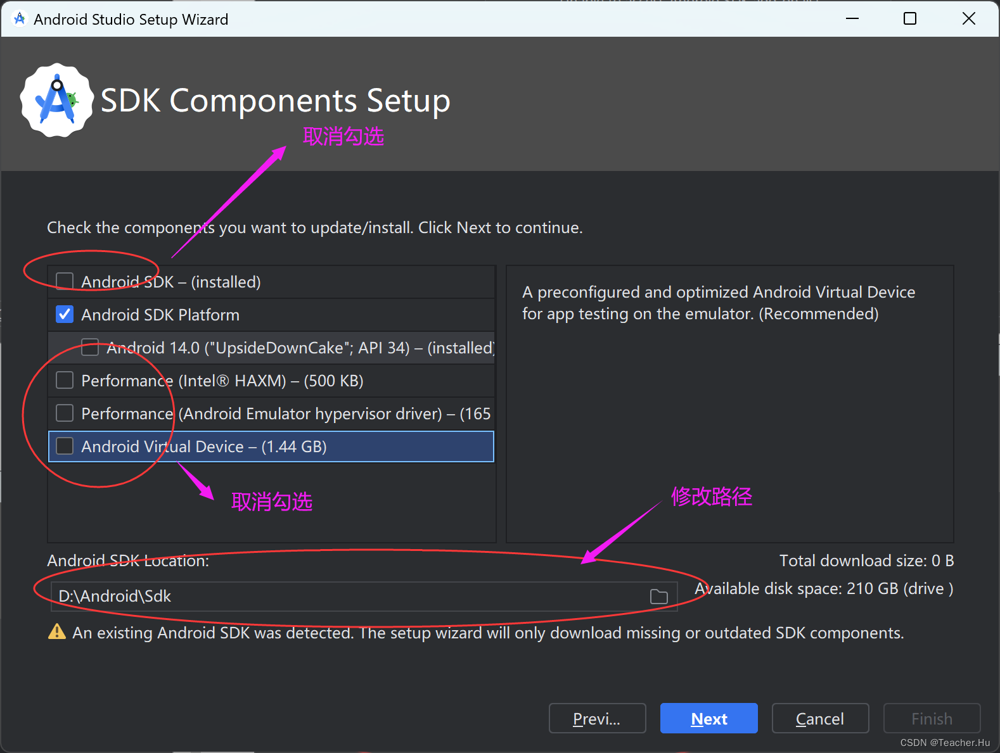 Android Studio Setup Wizard
SDK Components Setup
取消勾选
Check the components you want to update/install. Click Next to continue.
Android SDK – (installed)
Android SDK Platform
Android 14.0 ("UpsideDownCake"; API 34) – (installed)
Performance (Intel® HAXM) – (500 KB)
Performance (Android Emulator hypervisor driver) – (165
Android Virtual Device – (1.44 GB)
A preconfigured and optimized Android Virtual Device
for app testing on the emulator. (Recommended)
取消勾选
修改路径
Android SDK Location:
Total download size: 0 B
D:\Android\Sdk
Available disk space: 210 GB (drive )
An existing Android SDK was detected. The setup wizard will only download missing or outdated SDK components.
Previ...
Next
Cancel
Finish
CSDN @Teacher.Hu